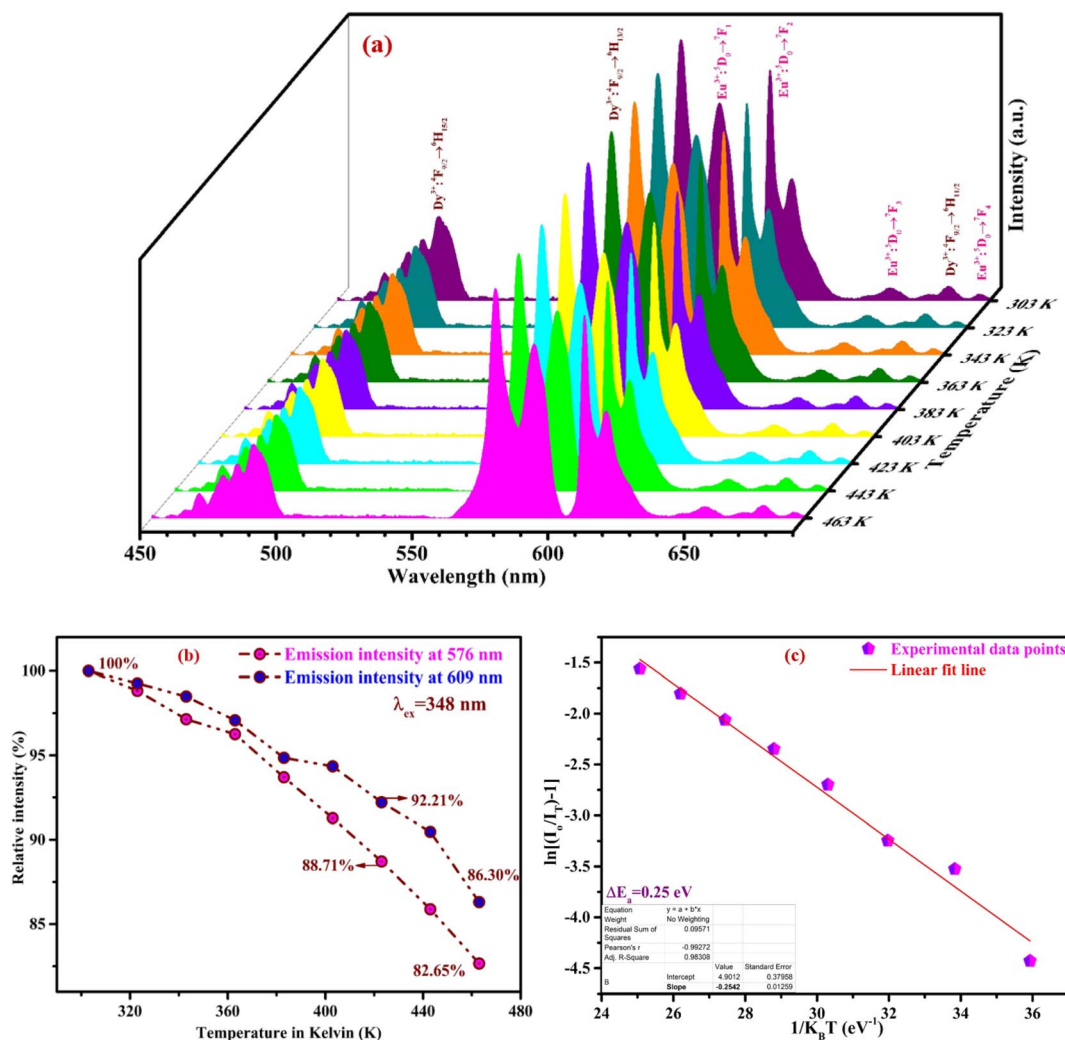 (a)
Dy³⁺:⁴F₉/₂→⁶H₁₅/₂
Dy³⁺:⁴F₉/₂→⁶H₁₃/₂
Eu³⁺:⁵D₀→⁷F₁
Eu³⁺:⁵D₀→⁷F₂
Eu³⁺:⁵D₀→⁷F₃
Dy³⁺:⁴F₉/₂→⁶H₁₁/₂
Eu³⁺:⁵D₀→⁷F₄
Intensity (a.u.)
303 K
323 K
343 K
363 K
383 K
403 K
423 K
443 K
463 K
Temperature (K)
450 500 550 600 650
Wavelength (nm)
(b)
Emission intensity at 576 nm
Emission intensity at 609 nm
λex=348 nm
100%
92.21%
88.71%
86.30%
82.65%
100
95
90
85
Relative intensity (%)
320 340 360 380 400 420 440 460 480
Temperature in Kelvin (K)
(c)
Experimental data points
Linear fit line
-1.5
-2.0
-2.5
-3.0
-3.5
-4.0
-4.5
ln[(I₀/I_T)-1]
ΔEₐ=0.25 eV
Equation y = a + b*x
Weight No Weighting
Residual Sum of Squares 0.09571
Pearson's r -0.99272
Adj. R-Square 0.98308
Value Standard Error
B Intercept 4.9012 0.37958
Slope -0.2542 0.01259
24 26 28 30 32 34 36
1/K_BT (eV⁻¹)